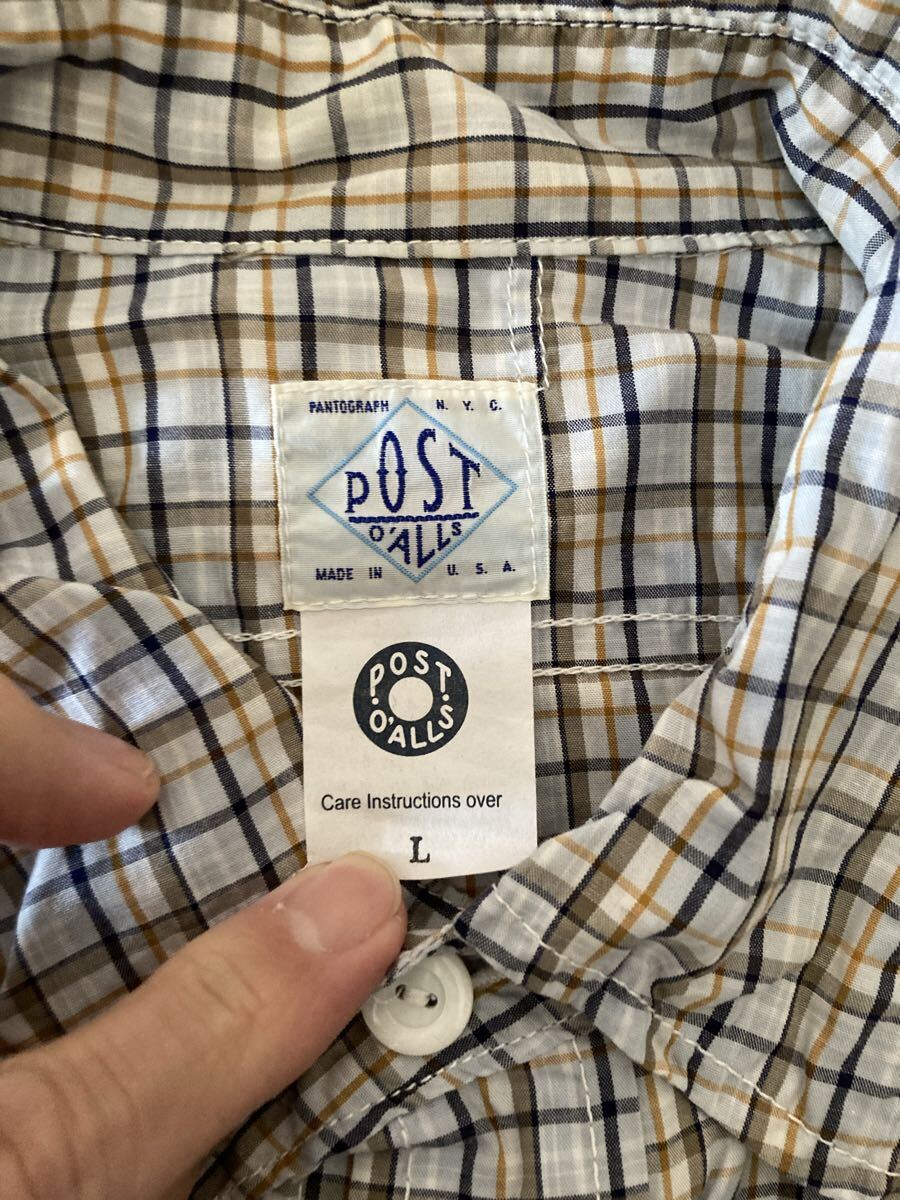 PANTOGRAPH N. Y. C.
POST
O'ALLS
MADE IN U. S. A.
POST
O'ALLS
Care Instructions over
L